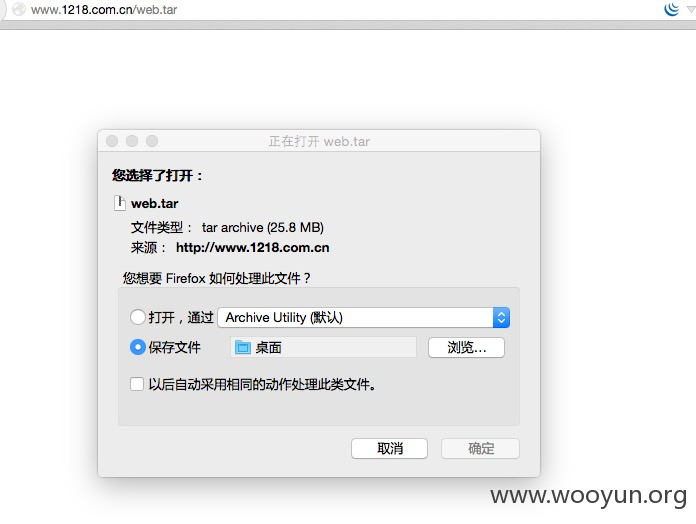 www.1218.com.cn/web.tar
正在打开 web.tar
您选择了打开：
web.tar
文件类型： tar archive (25.8 MB)
来源： http://www.1218.com.cn
您想要 Firefox 如何处理此文件？
打开，通过 Archive Utility (默认)
保存文件 桌面 浏览...
以后自动采用相同的动作处理此类文件。
取消 确定
www.wooyun.org